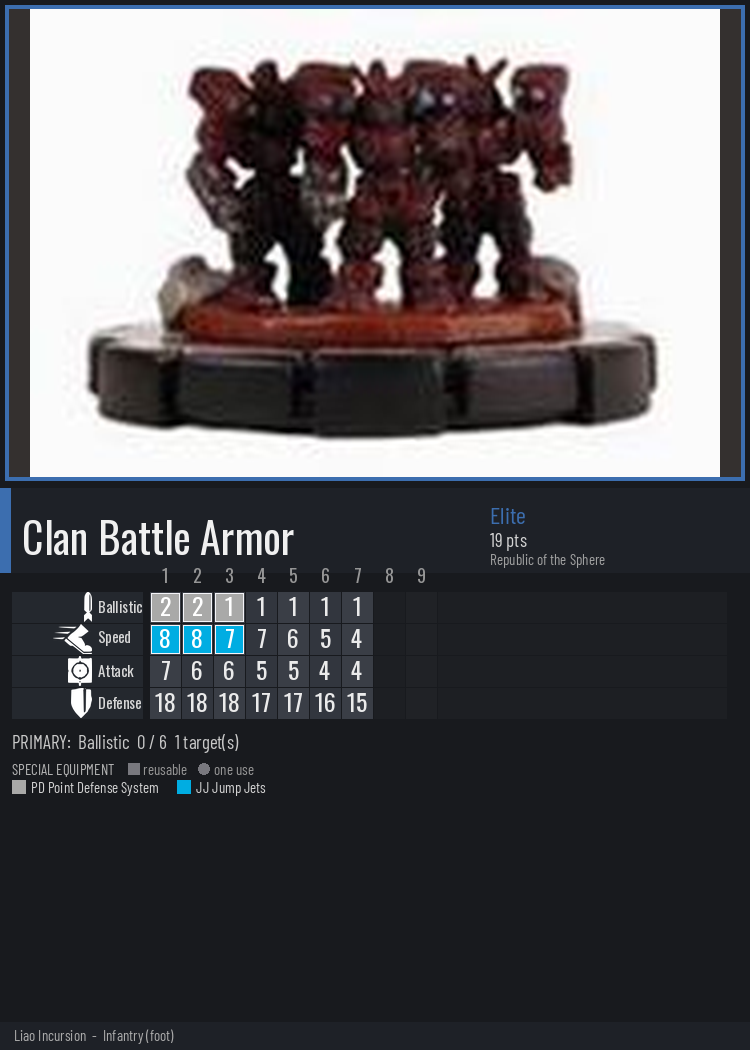 Clan Battle Armor
Elite
19 pts
Republic of the Sphere
1 2 3 4 5 6 7 8 9
Ballistic 2 2 1 1 1 1 1
Speed 8 8 7 7 6 5 4
Attack 7 6 6 5 5 4 4
Defense 18 18 18 17 17 16 15
PRIMARY: Ballistic 0 / 6 1 target(s)
SPECIAL EQUIPMENT reusable one use
PD Point Defense System JJ Jump Jets
Liao Incursion - Infantry (foot)